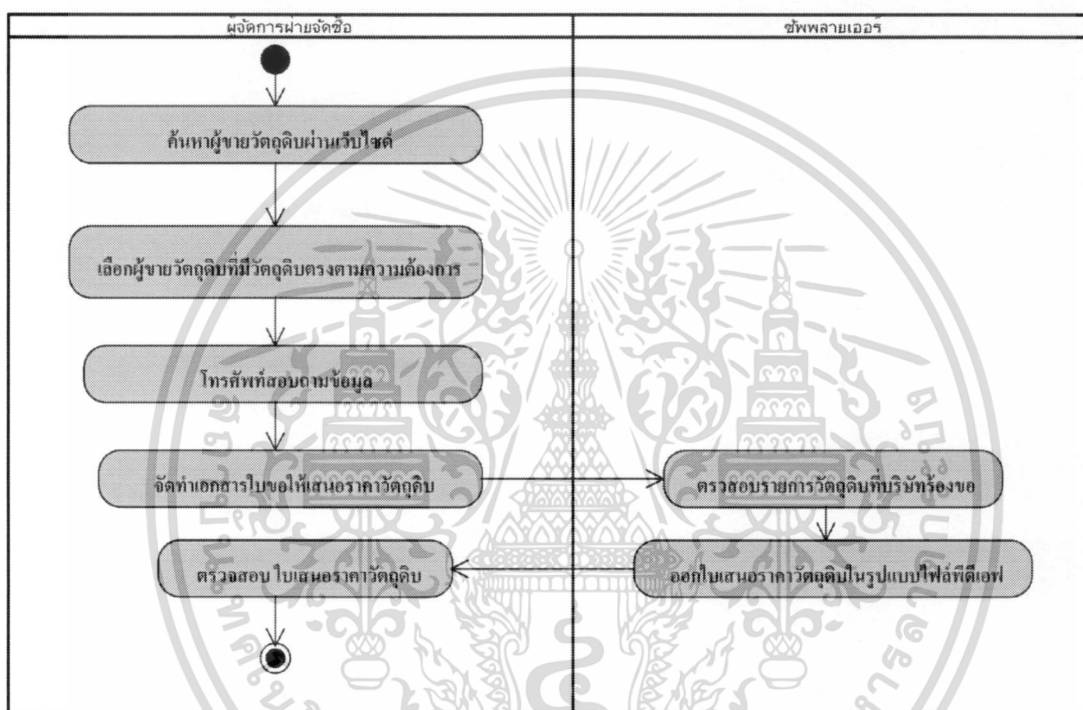 ผู้จัดการฝ่ายจัดซื้อ
ซัพพลายเออร์
ค้นหาผู้ขายวัตถุดิบผ่านเว็บไซต์
เลือกผู้ขายวัตถุดิบที่มีวัตถุดิบตรงตามความต้องการ
โทรศัพท์สอบถามข้อมูล
จัดทำเอกสารใบขอให้เสนอราคาวัตถุดิบ
ตรวสอบรายการวัตถุดิบที่บริษัทร้องขอ
ตรวจสอบ ใบเสนอราคาวัตถุดิบ
ออกใบเสนอราคาวัตถุดิบในรูปแบบไฟล์พีดีเอฟ